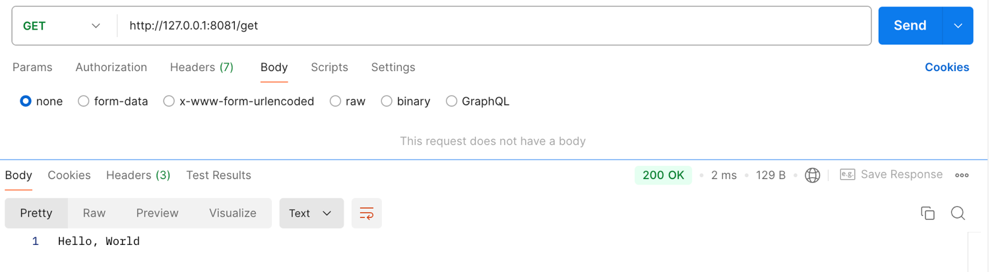 GET http://127.0.0.1:8081/get Send
Params Authorization Headers (7) Body Scripts Settings Cookies
none form-data x-www-form-urlencoded raw binary GraphQL
This request does not have a body
Body Cookies Headers (3) Test Results 200 OK • 2 ms • 129 B • e.g. Save Response
Pretty Raw Preview Visualize Text
1 Hello, World